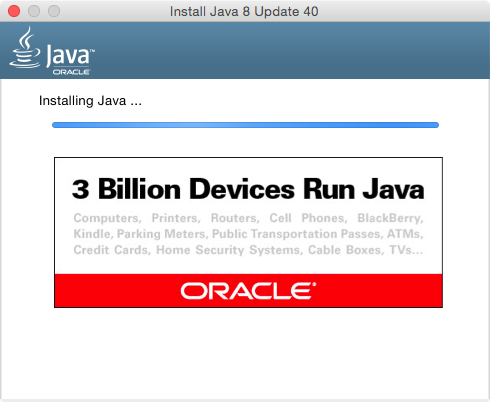 Install Java 8 Update 40
Java™
ORACLE
Installing Java ...
3 Billion Devices Run Java
Computers, Printers, Routers, Cell Phones, BlackBerry,
Kindle, Parking Meters, Public Transportation Passes, ATMs,
Credit Cards, Home Security Systems, Cable Boxes, TVs...
ORACLE®